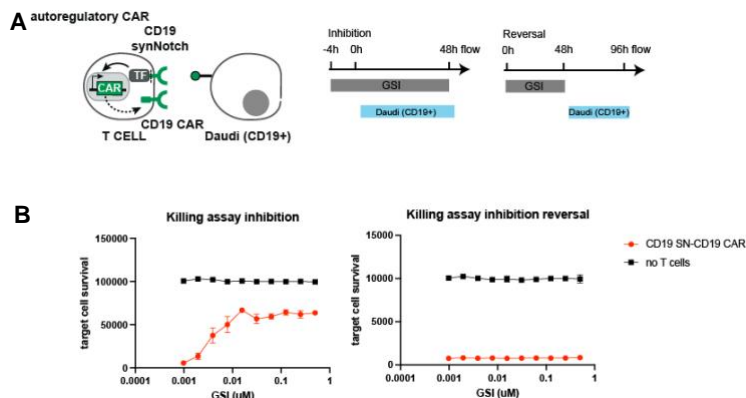 A autoregulatory CAR
CD19
synNotch
TF
CAR
CD19 CAR
T CELL
Daudi (CD19+)
Inhibition
-4h 0h 48h flow
GSI
Daudi (CD19+)
Reversal
0h 48h 96h flow
GSI
Daudi (CD19+)
B
Killing assay inhibition
target cell survival
150000
100000
50000
0
0.0001 0.001 0.01 0.1 1
GSI (uM)
Killing assay inhibition reversal
target cell survival
15000
10000
5000
0
0.0001 0.001 0.01 0.1 1
GSI (uM)
CD19 SN-CD19 CAR
no T cells